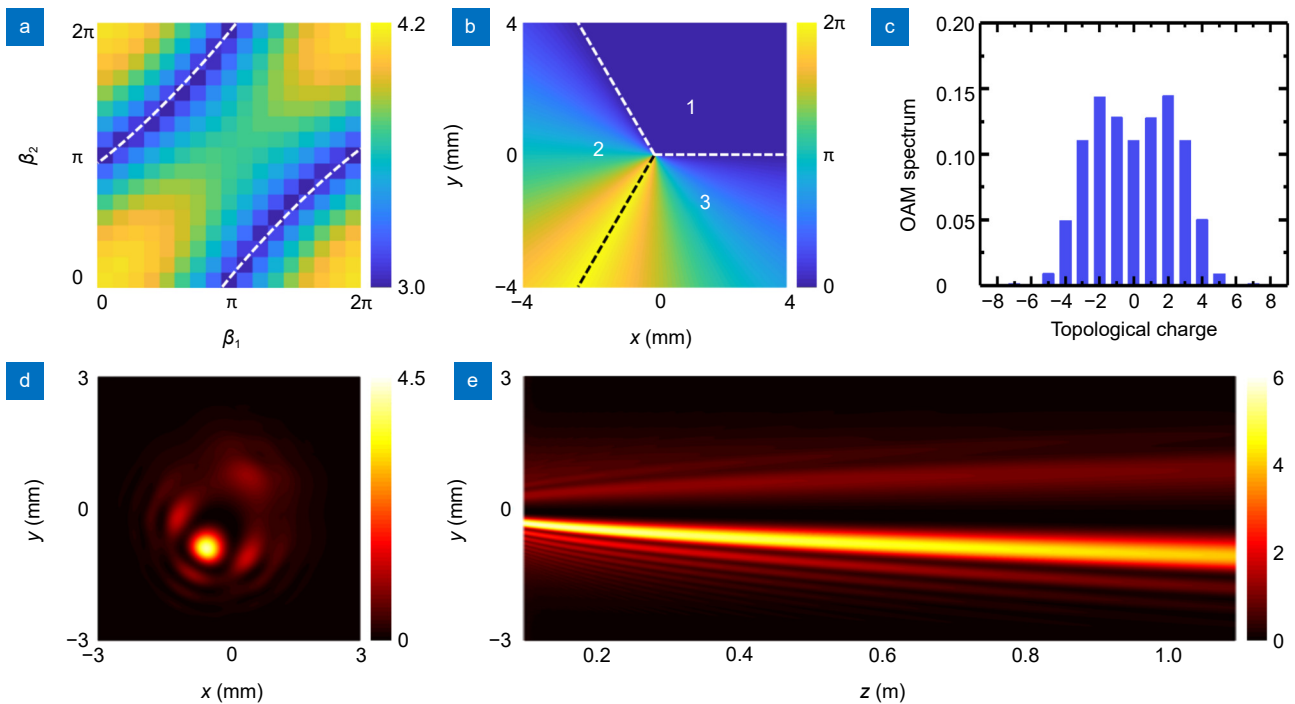 a
2π
π
0
β₂
0
π
2π
β₁
4.2
3.0
b
4
0
−4
y (mm)
1
2
3
−4
0
4
x (mm)
2π
π
0
c
0.20
0.15
0.10
0.05
0
OAM spectrum
−8 −6 −4 −2 0 2 4 6 8
Topological charge
d
3
0
−3
y (mm)
−3 0 3
x (mm)
4.5
0
e
3
0
−3
y (mm)
0.2 0.4 0.6 0.8 1.0
z (m)
6
4
2
0